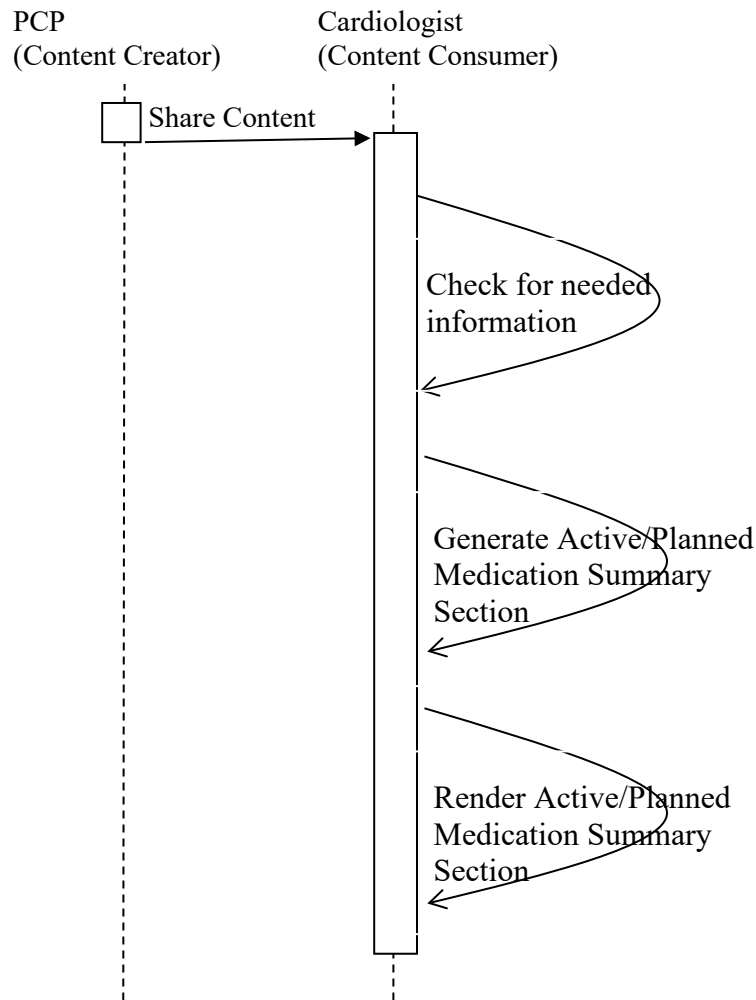 PCP
(Content Creator)
Cardiologist
(Content Consumer)
Share Content
Check for needed
information
Generate Active/Planned
Medication Summary
Section
Render Active/Planned
Medication Summary
Section